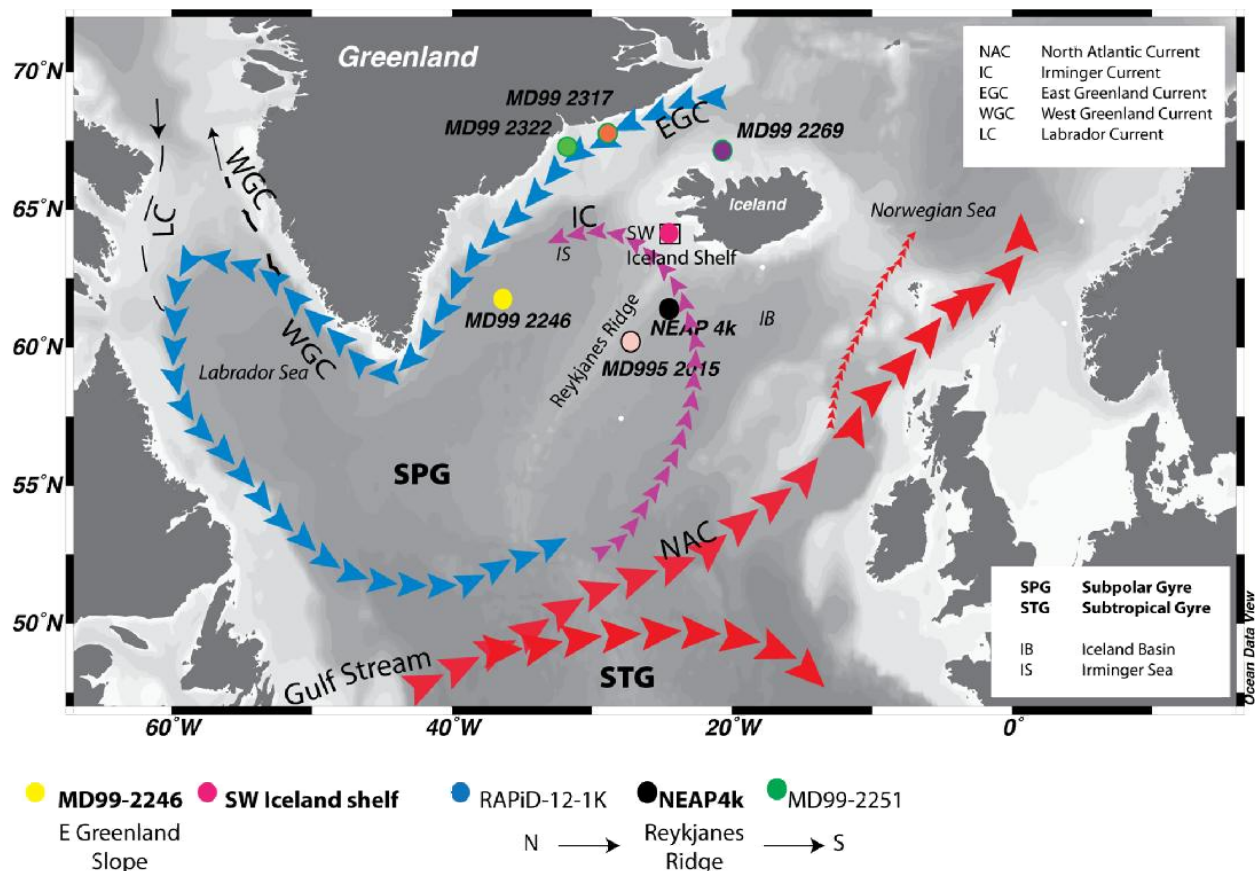 Greenland
MD99 2317
MD99 2322
EGC
MD99 2269
NAC North Atlantic Current
IC Irminger Current
EGC East Greenland Current
WGC West Greenland Current
LC Labrador Current
70°N
65°N
60°N
55°N
50°N
WGC
LC
IC
IS
SW
Iceland Shelf
Iceland
Norwegian Sea
MD99 2246
Reykjanes Ridge
NEAP 4k
IB
MD995 2015
WGC
Labrador Sea
SPG
NAC
Gulf Stream
STG
SPG Subpolar Gyre
STG Subtropical Gyre
IB Iceland Basin
IS Irminger Sea
Ocean Data View
60°W 40°W 20°W 0°
MD99-2246 SW Iceland shelf RAPiD-12-1K NEAP4k MD99-2251
E Greenland
Slope
N Reykjanes
Ridge S